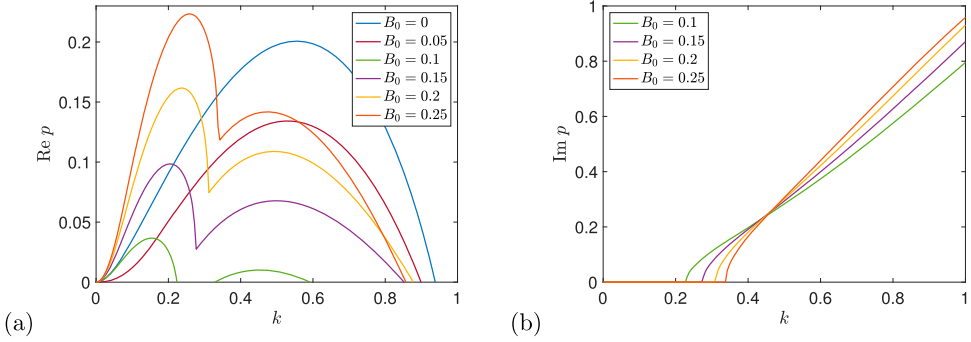 0.2
0.15
0.1
0.05
0
Re p
0 0.2 0.4 0.6 0.8 1
k
B₀ = 0
B₀ = 0.05
B₀ = 0.1
B₀ = 0.15
B₀ = 0.2
B₀ = 0.25
(a)
1
0.8
0.6
0.4
0.2
0
Im p
0 0.2 0.4 0.6 0.8 1
k
B₀ = 0.1
B₀ = 0.15
B₀ = 0.2
B₀ = 0.25
(b)